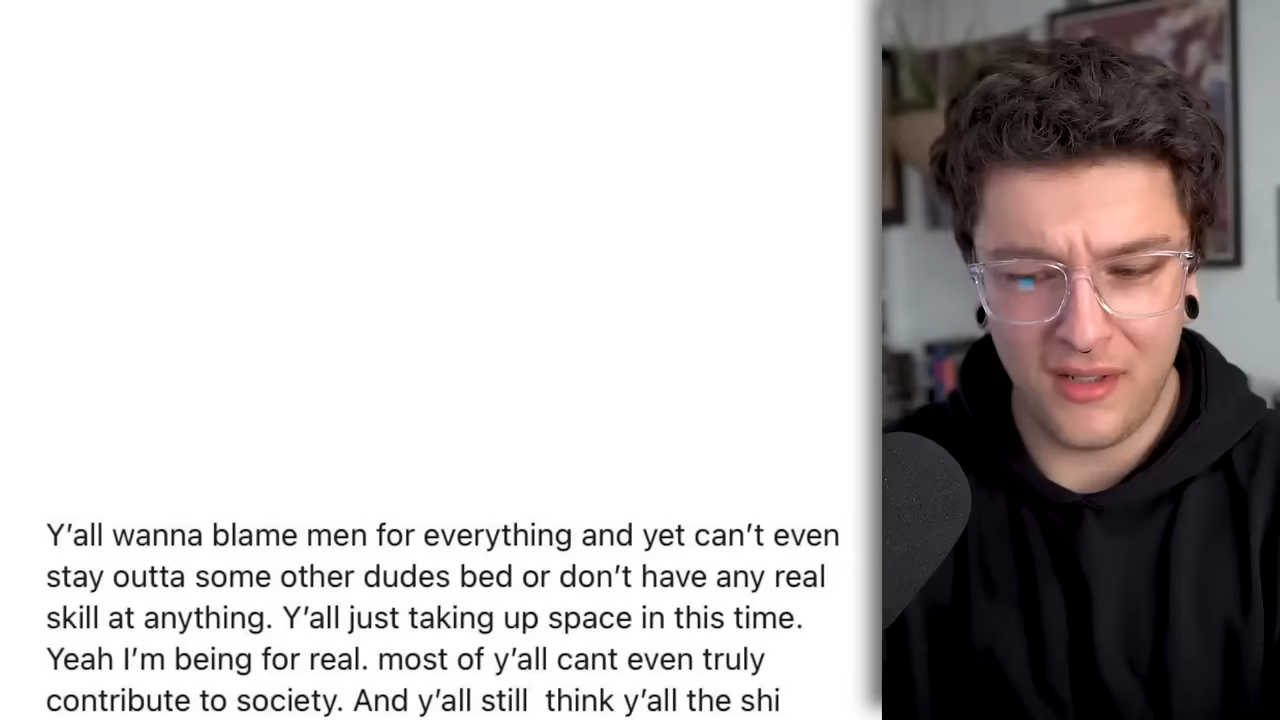 Y’all wanna blame men for everything and yet can’t even
stay outta some other dudes bed or don’t have any real
skill at anything. Y’all just taking up space in this time.
Yeah I’m being for real. most of y’all cant even truly
contribute to society. And y’all still  think y’all the shi